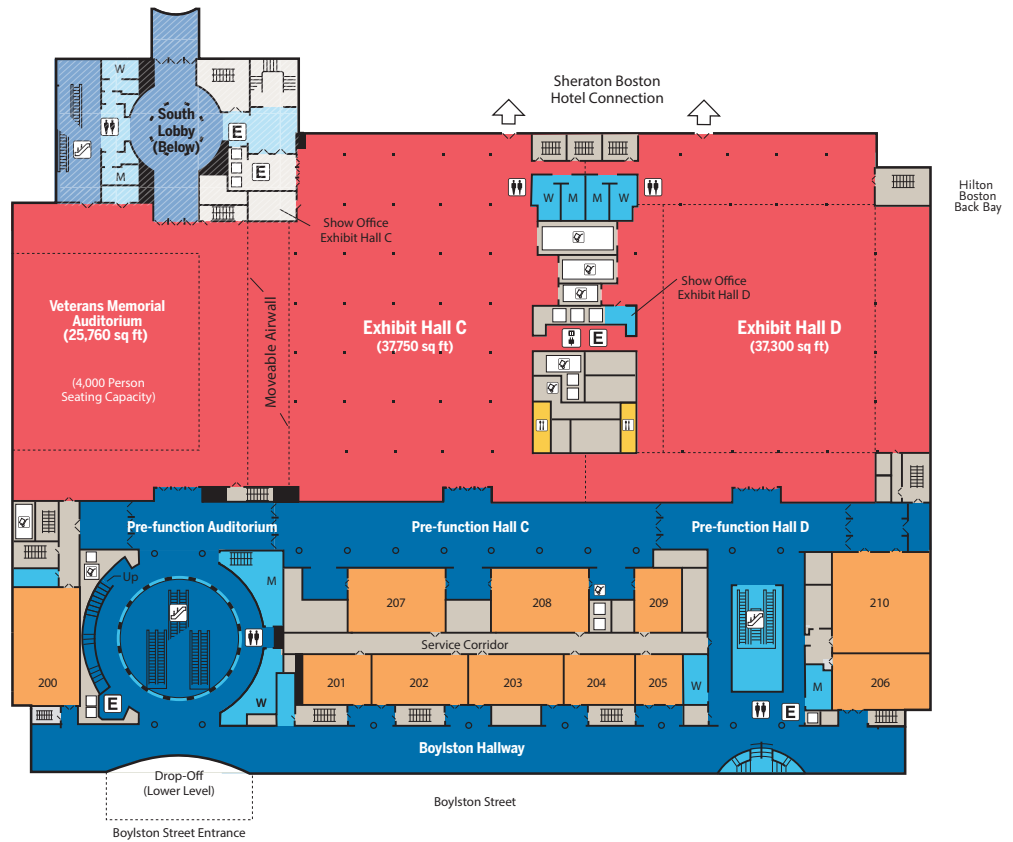 Sheraton Boston
Hotel Connection
W
M
South
Lobby
(Below)
E
E
W
M
M
W
Hilton
Boston
Back Bay
Show Office
Exhibit Hall C
Show Office
Exhibit Hall D
Veterans Memorial
Auditorium
(25,760 sq ft)
(4,000 Person
Seating Capacity)
Moveable Airwall
Exhibit Hall C
(37,750 sq ft)
E
Exhibit Hall D
(37,300 sq ft)
Pre-function Auditorium
Pre-function Hall C
Pre-function Hall D
Up
M
207
208
209
210
Service Corridor
200
E
W
201
202
203
204
205
W
M
206
E
Boylston Hallway
Drop-Off
(Lower Level)
Boylston Street
Boylston Street Entrance